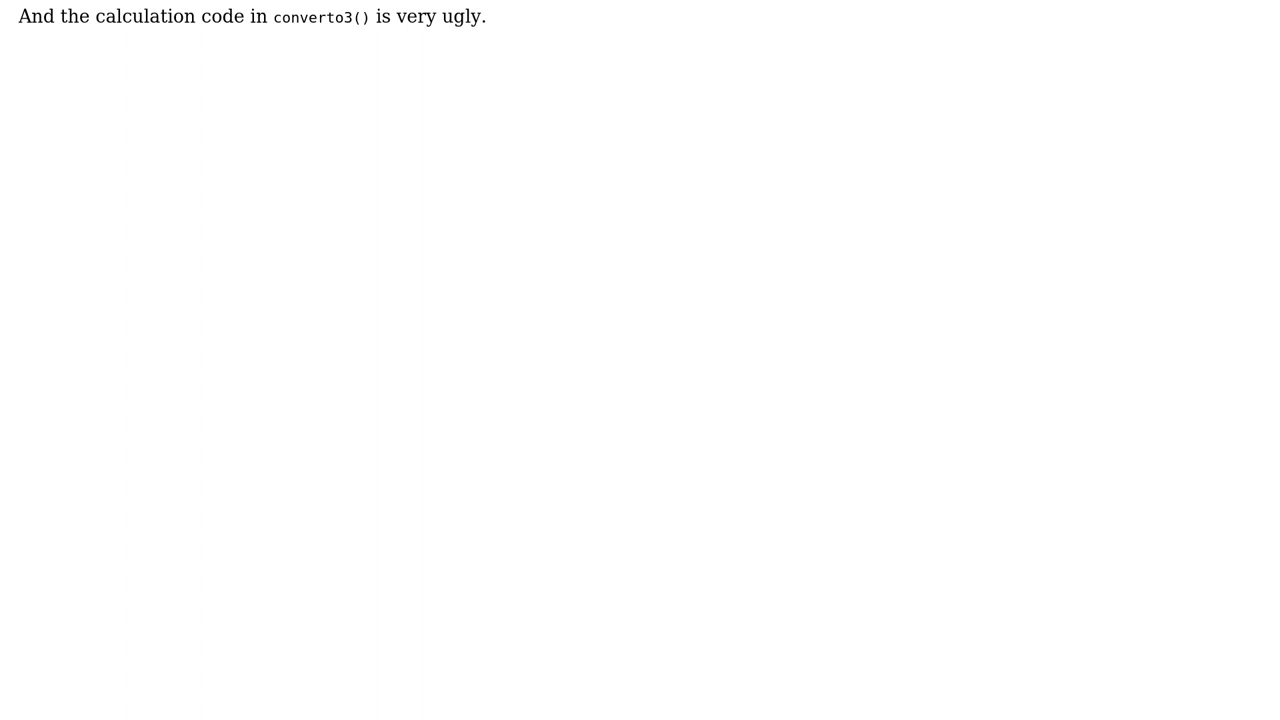 And the calculation code in converto3() is very ugly.